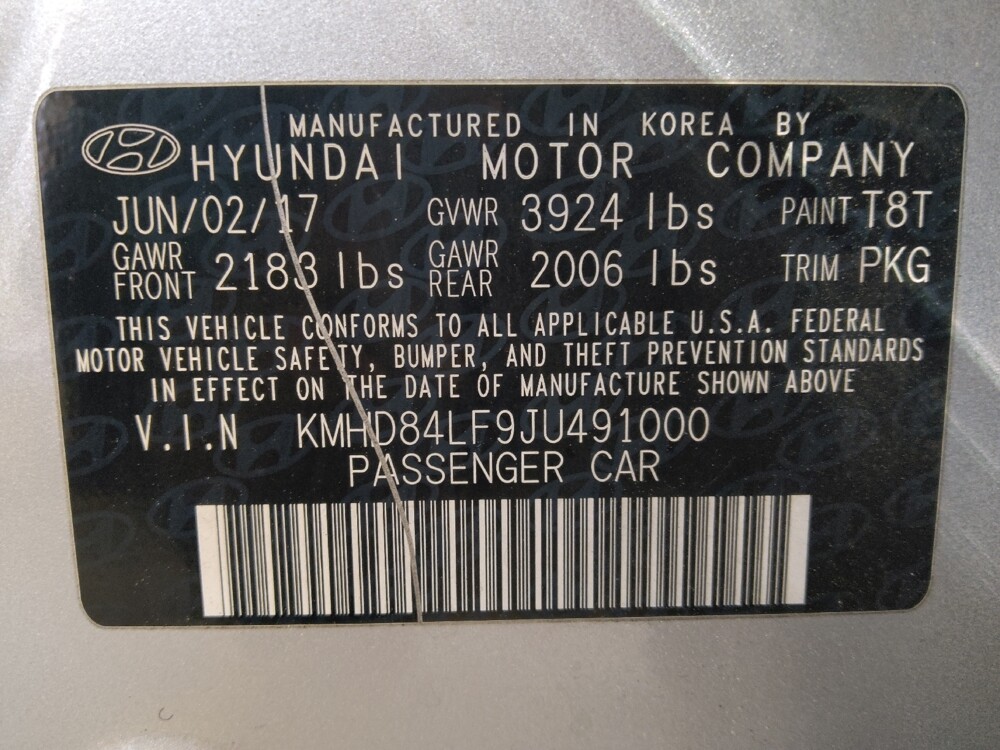 MANUFACTURED IN KOREA BY
HYUNDAI MOTOR COMPANY
JUN/02/17 GVWR 3924 lbs PAINT T8T
GAWR FRONT 2183 lbs GAWR REAR 2006 lbs TRIM PKG
THIS VEHICLE CONFORMS TO ALL APPLICABLE U.S.A. FEDERAL
MOTOR VEHICLE SAFETY, BUMPER, AND THEFT PREVENTION STANDARDS
IN EFFECT ON THE DATE OF MANUFACTURE SHOWN ABOVE
V.I.N KMHD84LF9JU491000
PASSENGER CAR